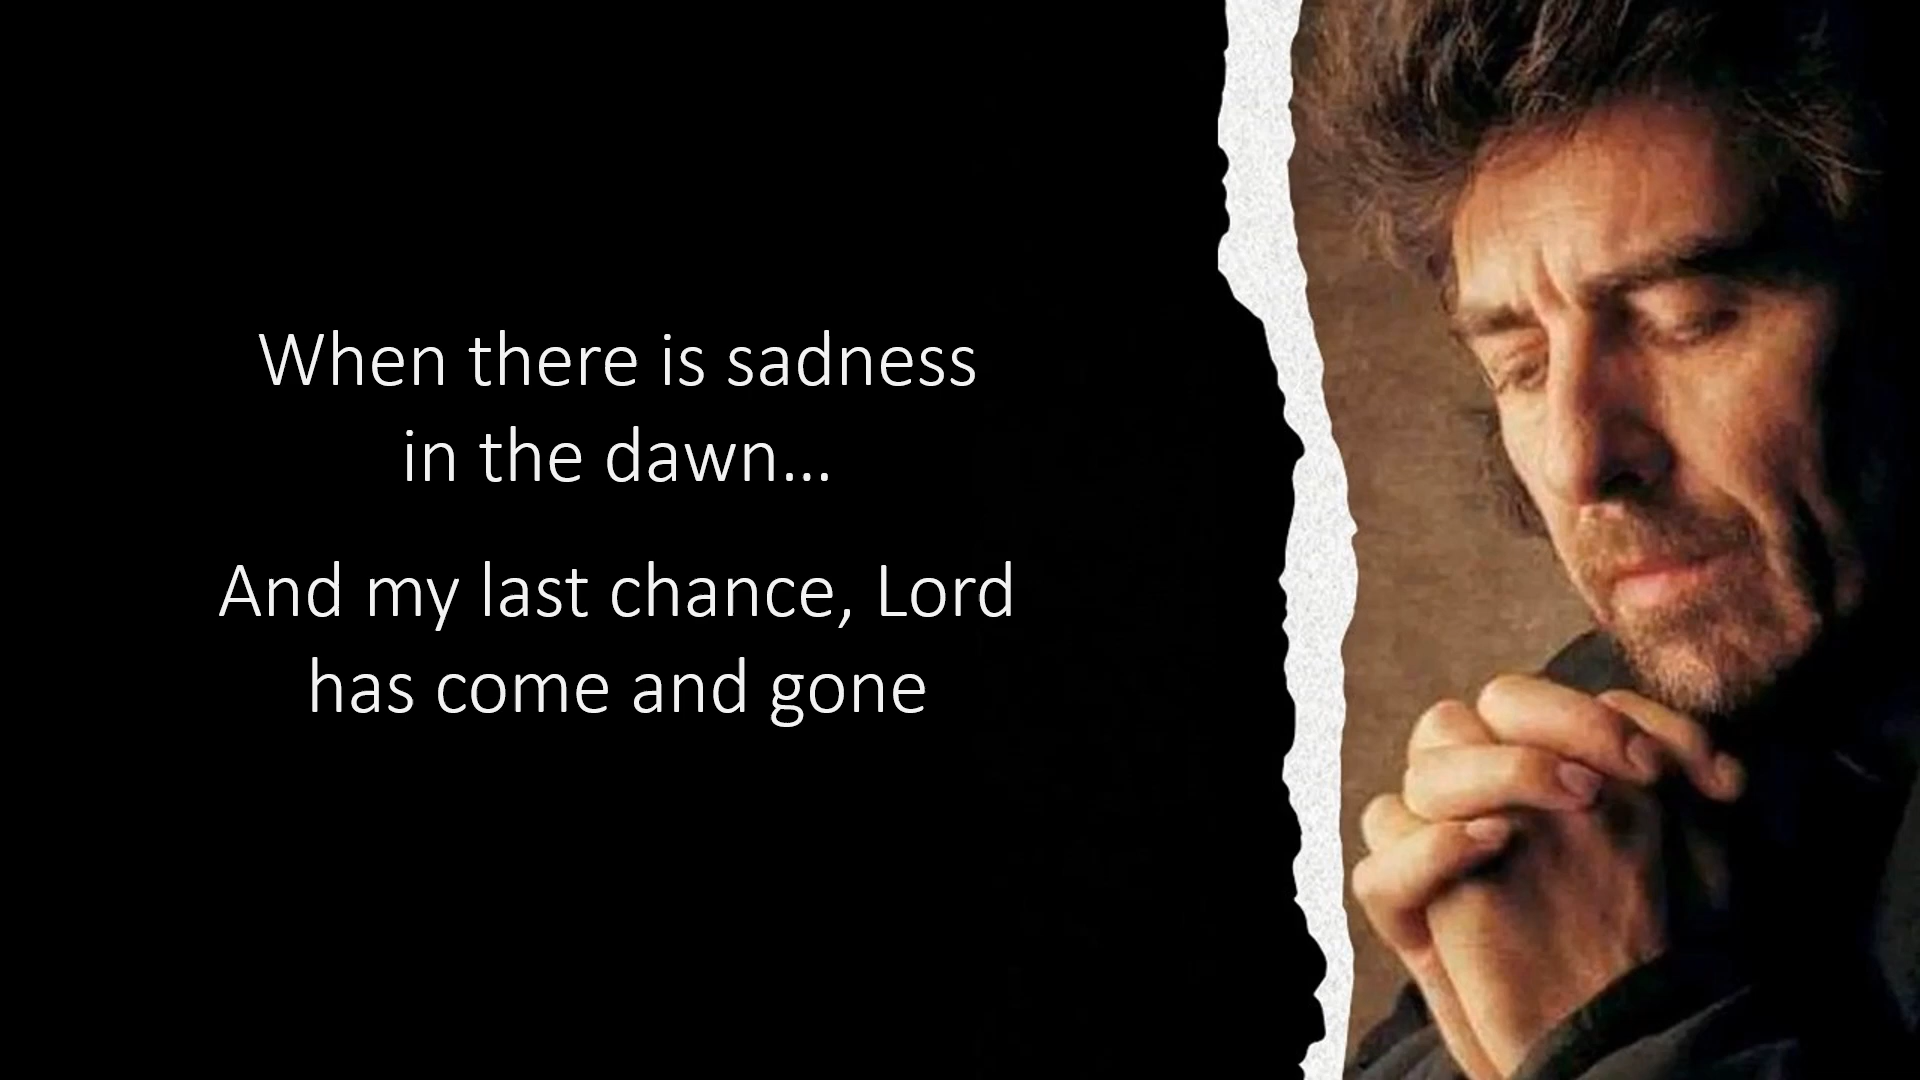 When there is sadness
in the dawn...
And my last chance, Lord
has come and gone